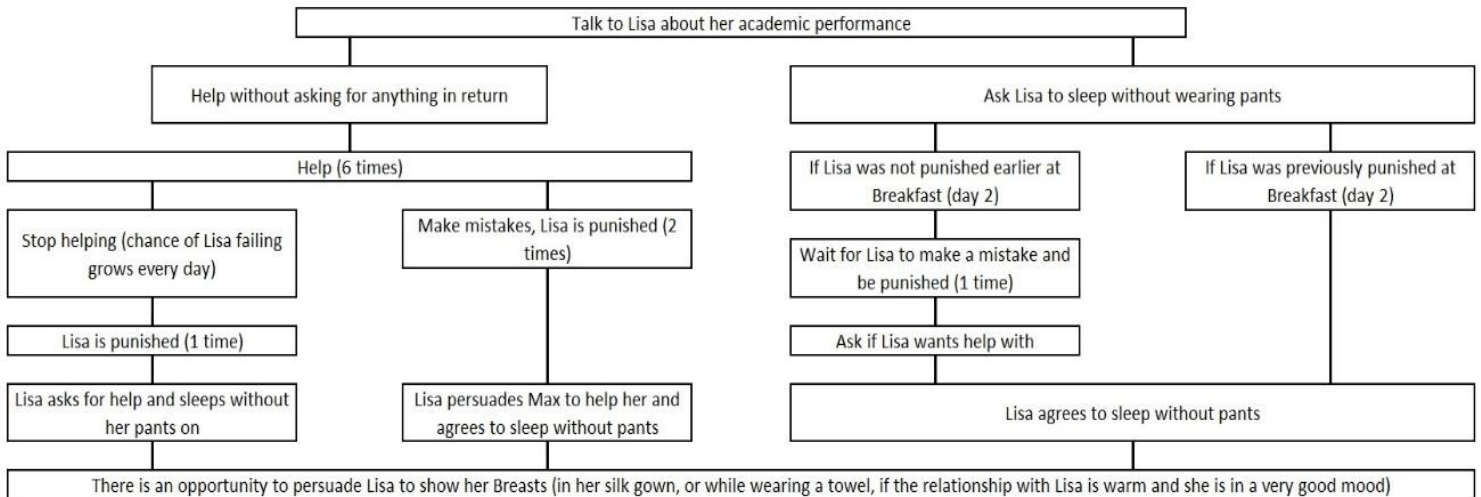 Talk to Lisa about her academic performance
Help without asking for anything in return
Ask Lisa to sleep without wearing pants
Help (6 times)
If Lisa was not punished earlier at
Breakfast (day 2)
If Lisa was previously punished at
Breakfast (day 2)
Stop helping (chance of Lisa failing
grows every day)
Make mistakes, Lisa is punished (2
times)
Wait for Lisa to make a mistake and
be punished (1 time)
Lisa is punished (1 time)
Ask if Lisa wants help with
Lisa asks for help and sleeps without
her pants on
Lisa persuades Max to help her and
agrees to sleep without pants
Lisa agrees to sleep without pants
There is an opportunity to persuade Lisa to show her Breasts (in her silk gown, or while wearing a towel, if the relationship with Lisa is warm and she is in a very good mood)